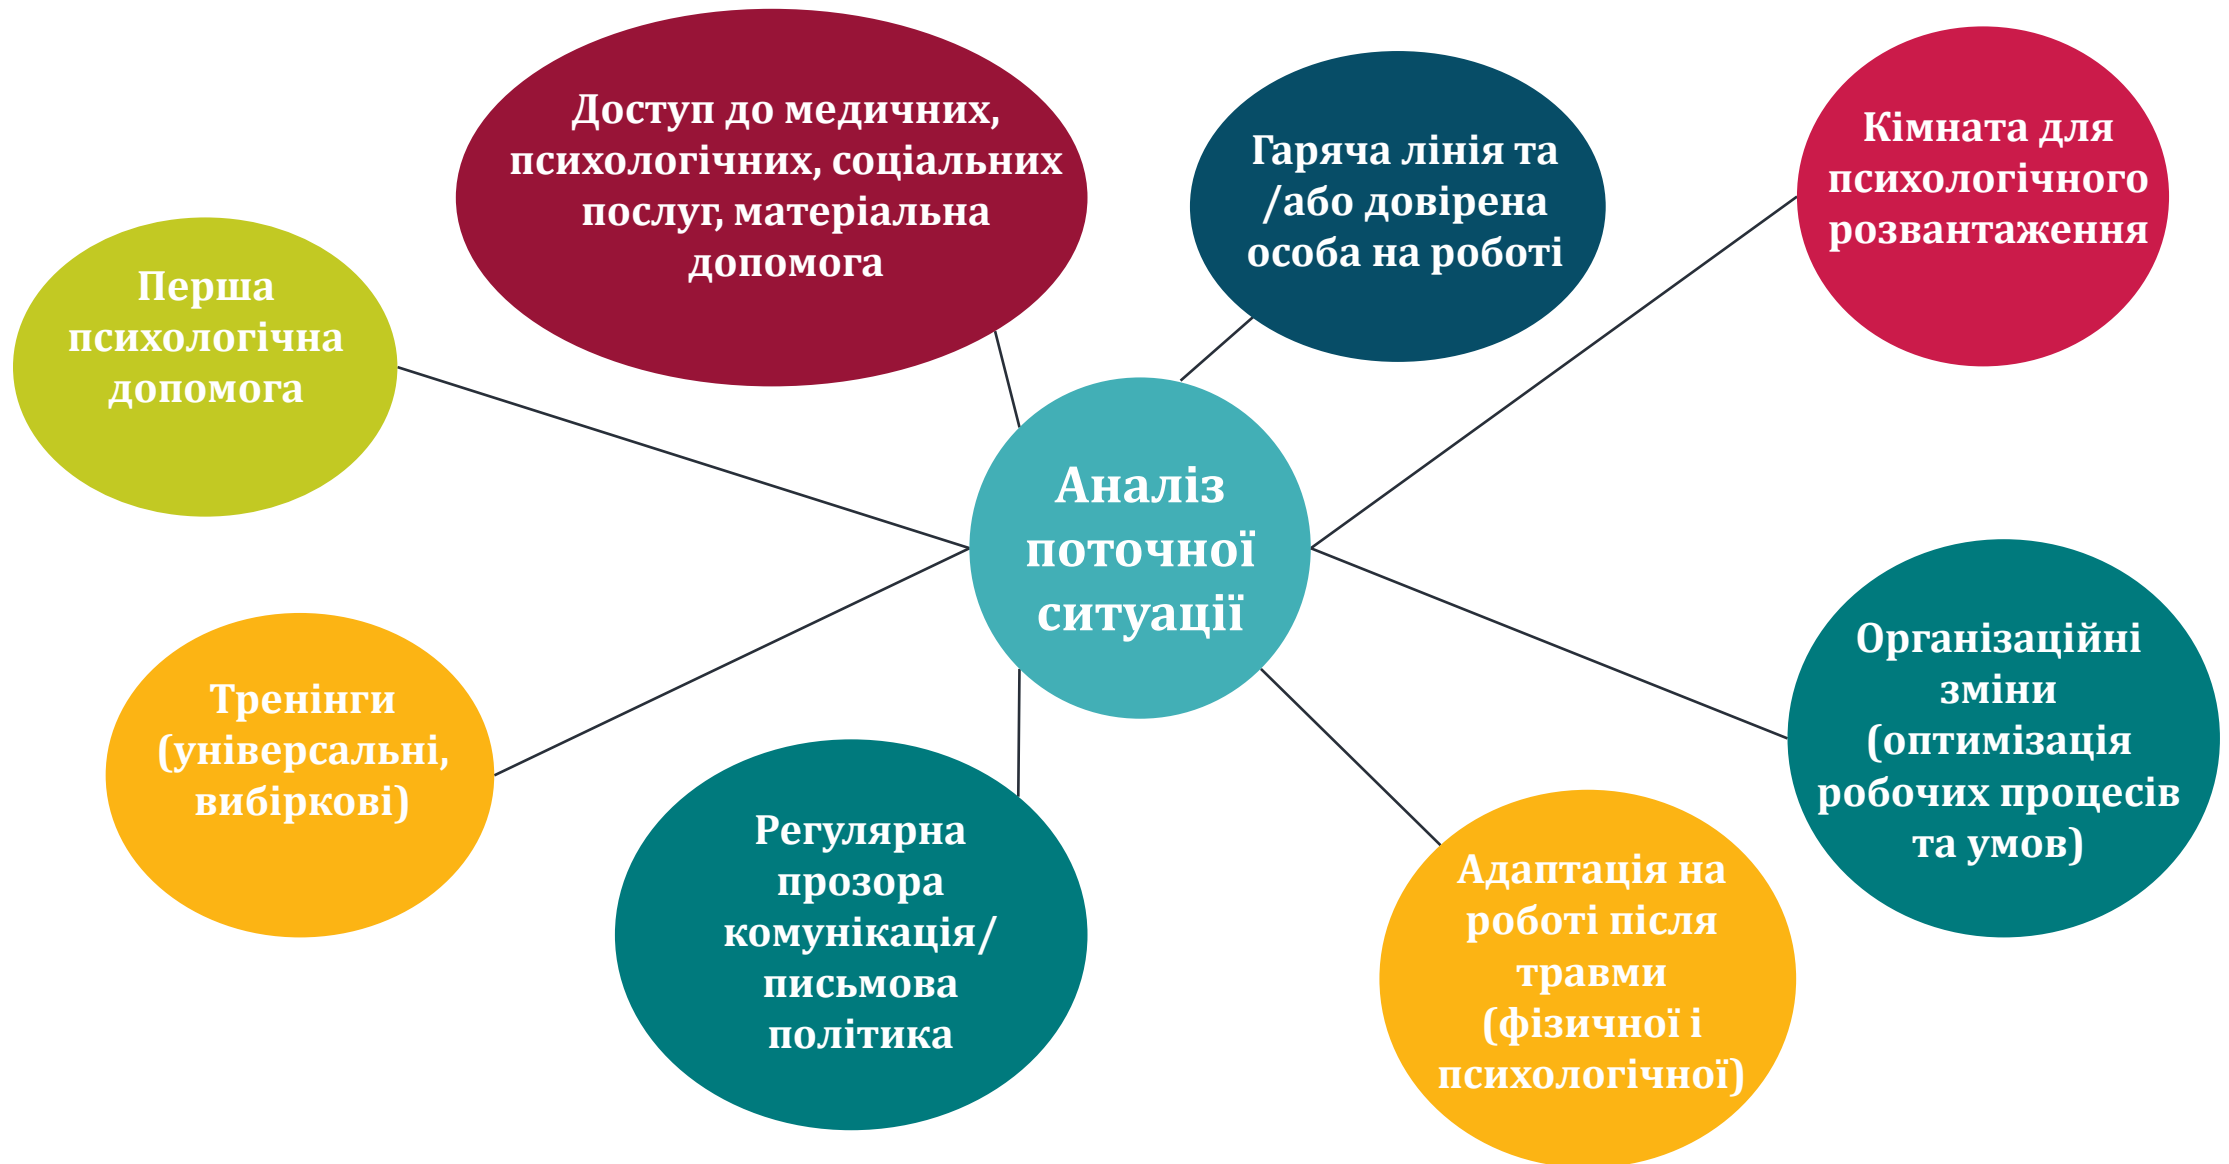 Доступ до медичних,
психологічних, соціальних
послуг, матеріальна
допомога
Гаряча лінія та
/або довірена
особа на роботі
Кімната для
психологічного
розвантаження
Перша
психологічна
допомога
Аналіз
поточної
ситуації
Тренінги
(універсальні,
вибіркові)
Регулярна
прозора
комунікація/
письмова
політика
Адаптація на
роботі після
травми
(фізичної і
психологічної)
Організаційні
зміни
(оптимізація
робочих процесів
та умов)